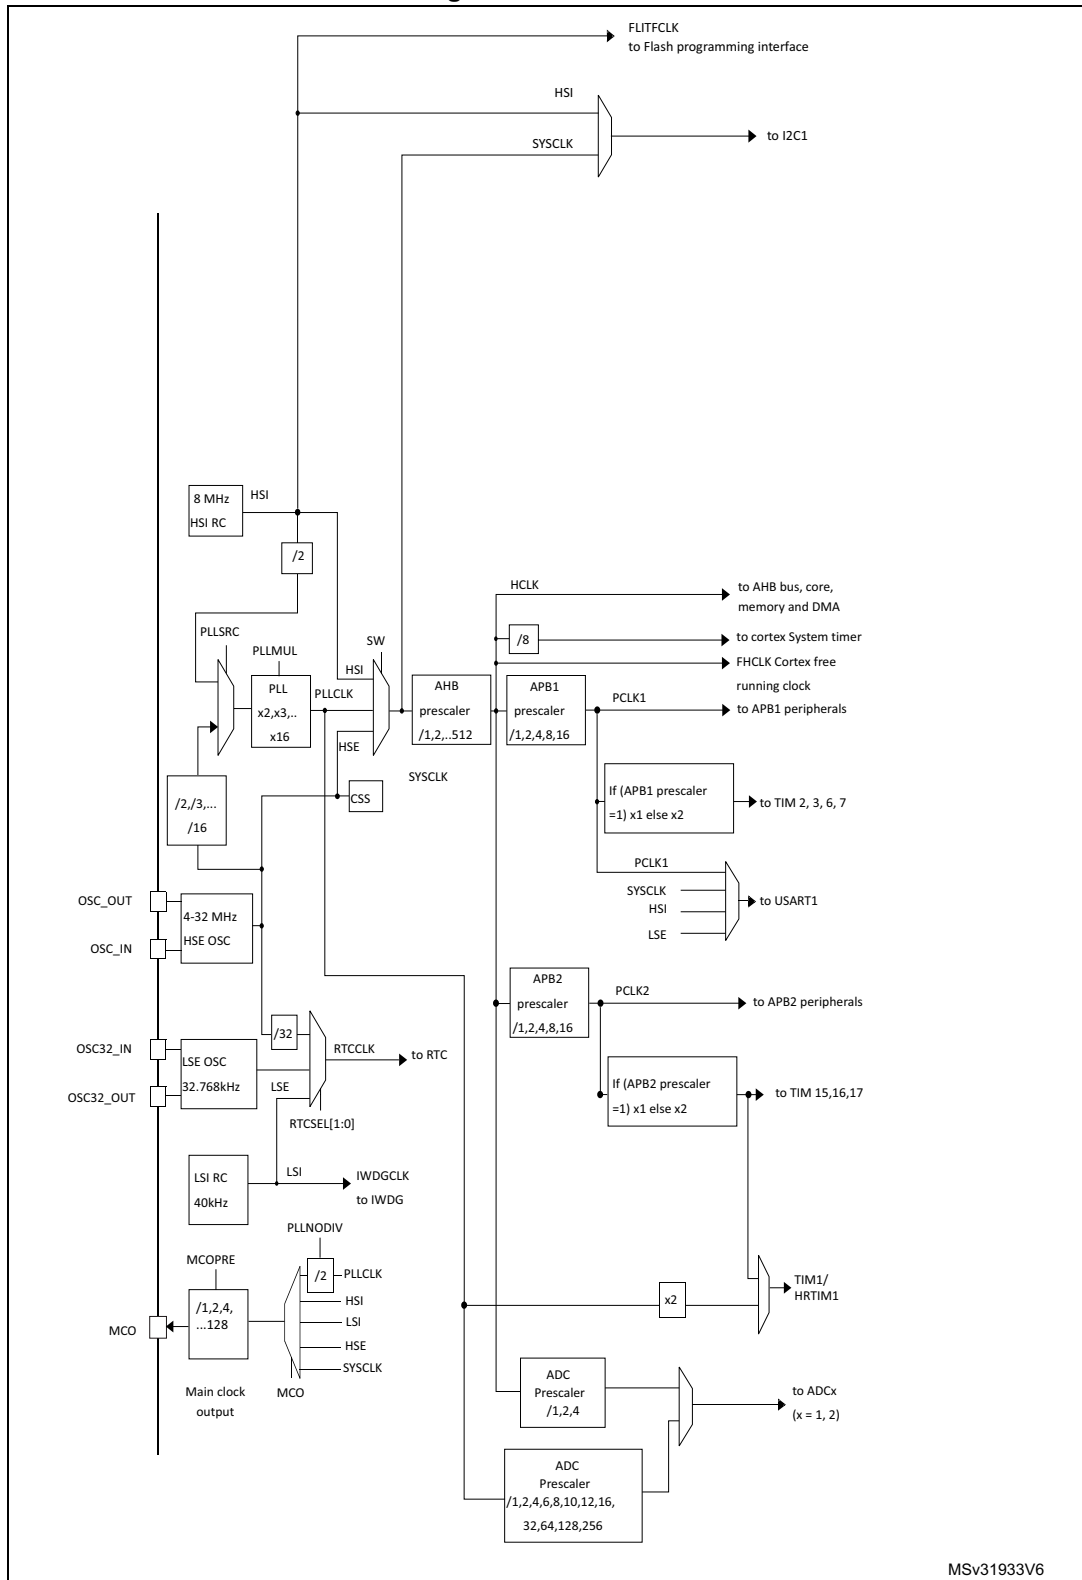 FLITFCLK
to Flash programming interface
HSI
to I2C1
SYSCLK
8 MHz
HSI RC
HSI
/2
HCLK
to AHB bus, core,
memory and DMA
/8
to cortex System timer
FHCLK Cortex free
running clock
PLLSRC
PLLMUL
SW
PLL
x2,x3,..
x16
PLLCLK
HSI
HSE
AHB
prescaler
/1,2,..512
APB1
prescaler
/1,2,4,8,16
PCLK1
to APB1 peripherals
SYSCLK
CSS
/2,/3,...
/16
If (APB1 prescaler
=1) x1 else x2
to TIM 2, 3, 6, 7
PCLK1
SYSCLK
HSI
LSE
to USART1
OSC_OUT
OSC_IN
4-32 MHz
HSE OSC
APB2
prescaler
/1,2,4,8,16
PCLK2
to APB2 peripherals
/32
OSC32_IN
OSC32_OUT
LSE OSC
32.768kHz
LSE
RTCCLK
to RTC
RTCSEL[1:0]
If (APB2 prescaler
=1) x1 else x2
to TIM 15,16,17
LSI RC
40kHz
LSI
IWDGCLK
to IWDG
PLLNODIV
MCOPRE
/2
PLLCLK
HSI
LSI
HSE
SYSCLK
/1,2,4,
...128
MCO
MCO
Main clock
output
x2
TIM1/
HRTIM1
ADC
Prescaler
/1,2,4
to ADCx
(x = 1, 2)
ADC
Prescaler
/1,2,4,6,8,10,12,16,
32,64,128,256
MSv31933V6